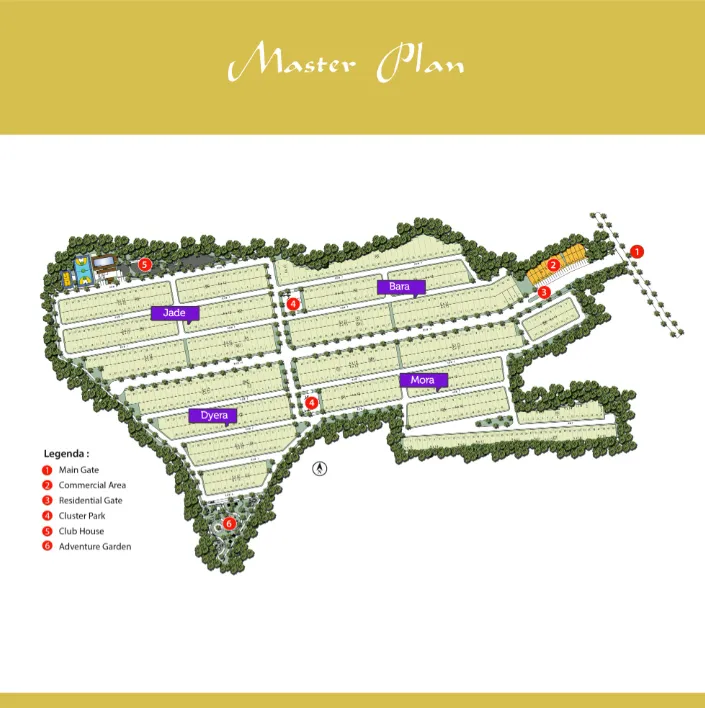 Master Plan
1
2
5
Bara
3
4
Jade
Mora
4
Dyera
Legenda :
1 Main Gate
2 Commercial Area
3 Residential Gate
4 Cluster Park
5 Club House
6 Adventure Garden
6